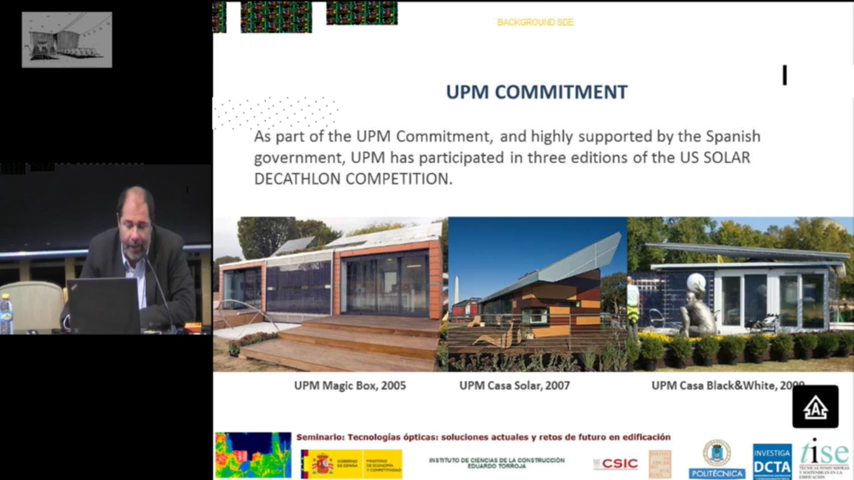 BACKGROUND SDE
UPM COMMITMENT
As part of the UPM Commitment, and highly supported by the Spanish
government, UPM has participated in three editions of the US SOLAR
DECATHLON COMPETITION.
UPM Magic Box, 2005
UPM Casa Solar, 2007
UPM Casa Black&White, 2009
Seminario: Tecnologías ópticas: soluciones actuales y retos de futuro en edificación
GOBIERNO
DE ESPAÑA
MINISTERIO
DE ECONOMÍA
Y COMPETITIVIDAD
INSTITUTO DE CIENCIAS DE LA CONSTRUCCIÓN
EDUARDO TORROJA
CSIC
POLITÉCNICA
INVESTIGA
DCTA
tise